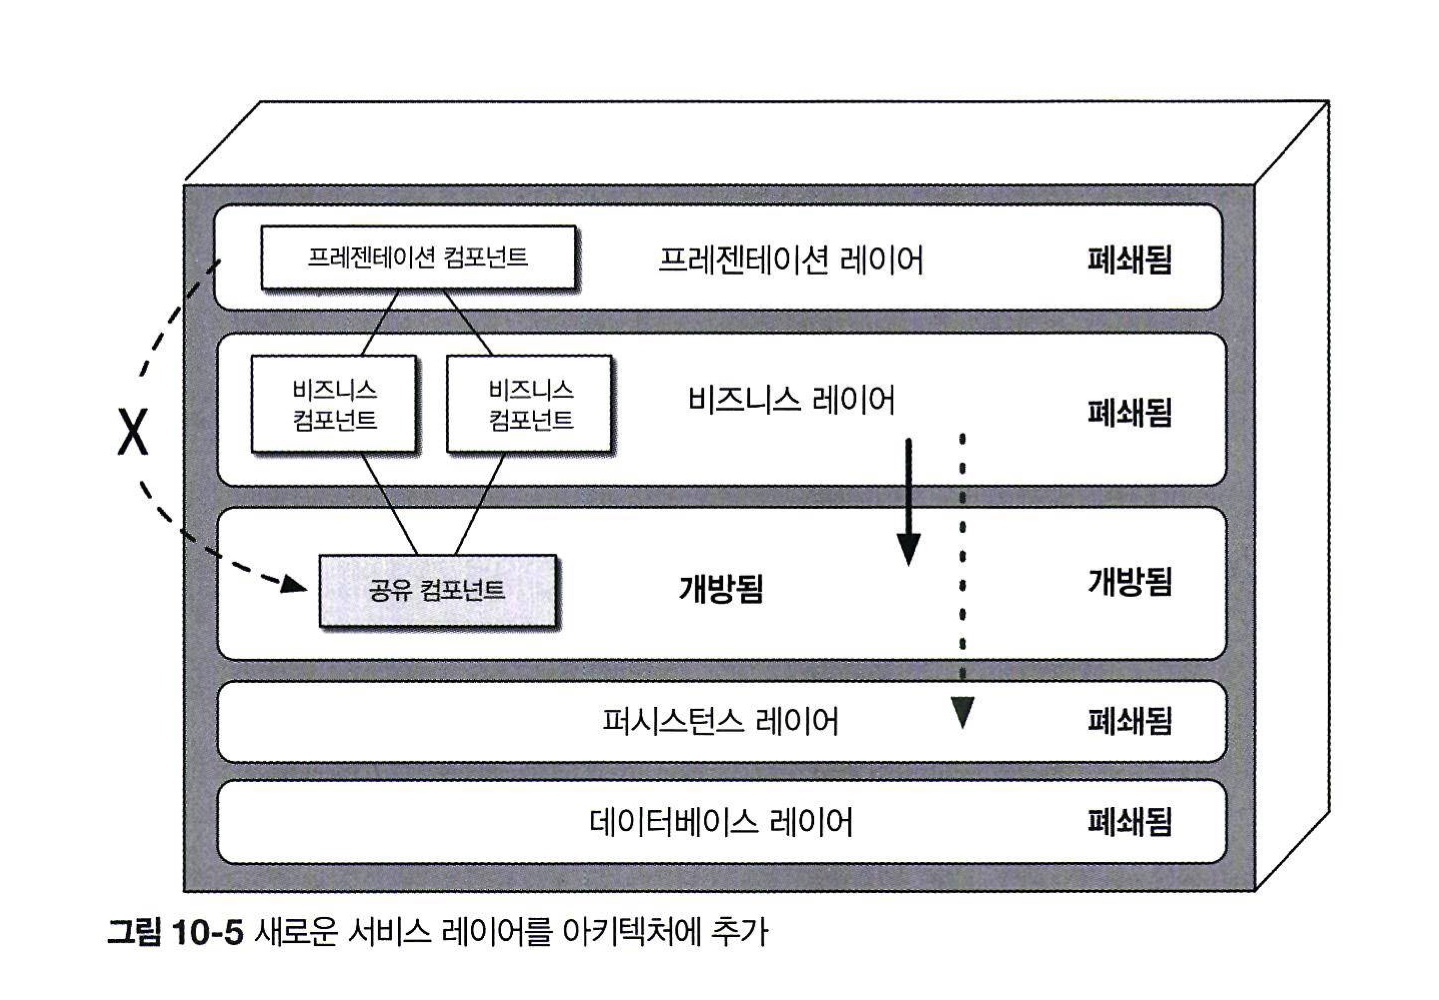 프레젠테이션 컴포넌트
프레젠테이션 레이어
폐쇄됨
비즈니스
컴포넌트
비즈니스
컴포넌트
비즈니스 레이어
폐쇄됨
X
공유 컴포넌트
개방됨
개방됨
퍼시스턴스 레이어
폐쇄됨
데이터베이스 레이어
폐쇄됨
그림 10-5 새로운 서비스 레이어를 아키텍처에 추가